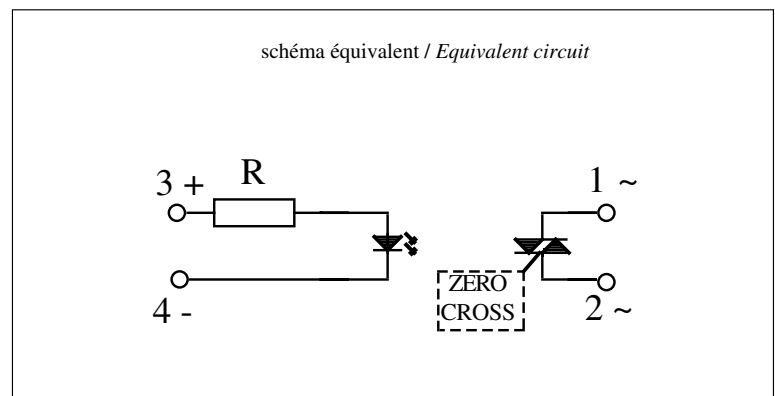 schéma équivalent / Equivalent circuit
R
3 +
1 ~
ZERO
CROSS
4 -
2 ~